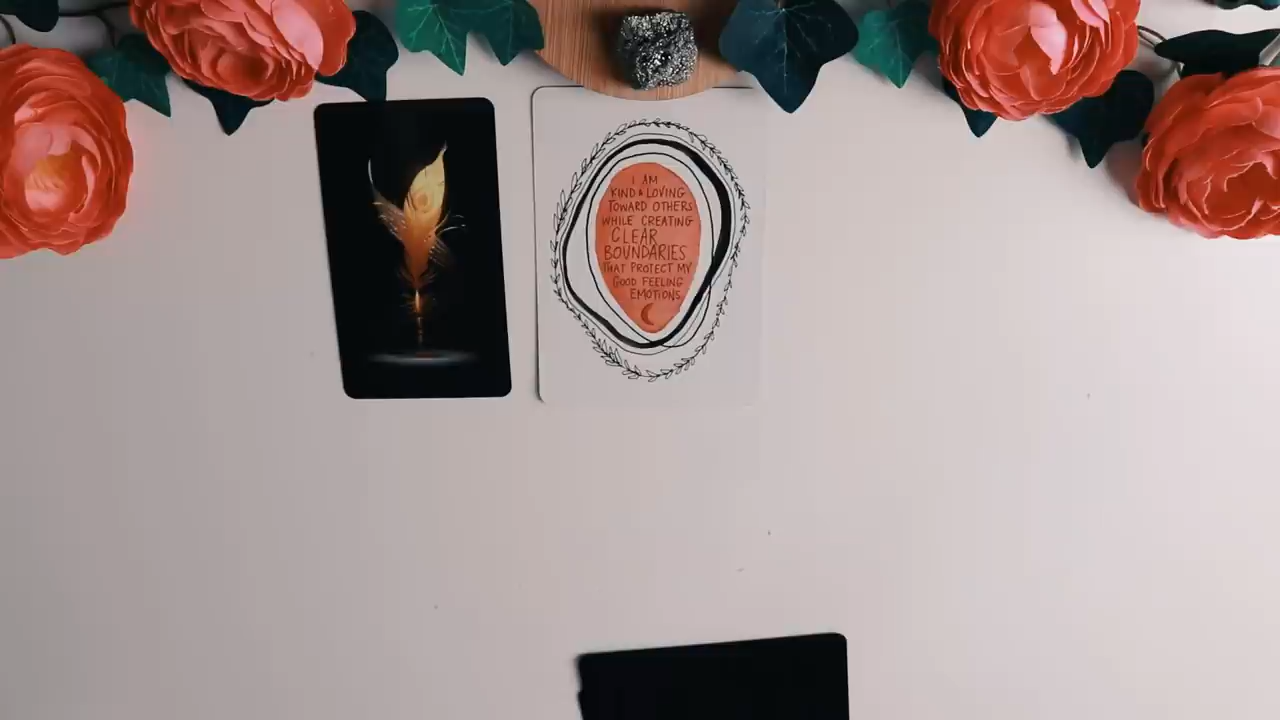 I AM
KIND & LOVING
TOWARD OTHERS
WHILE CREATING
CLEAR
BOUNDARIES
THAT PROTECT MY
GOOD FEELING
EMOTIONS